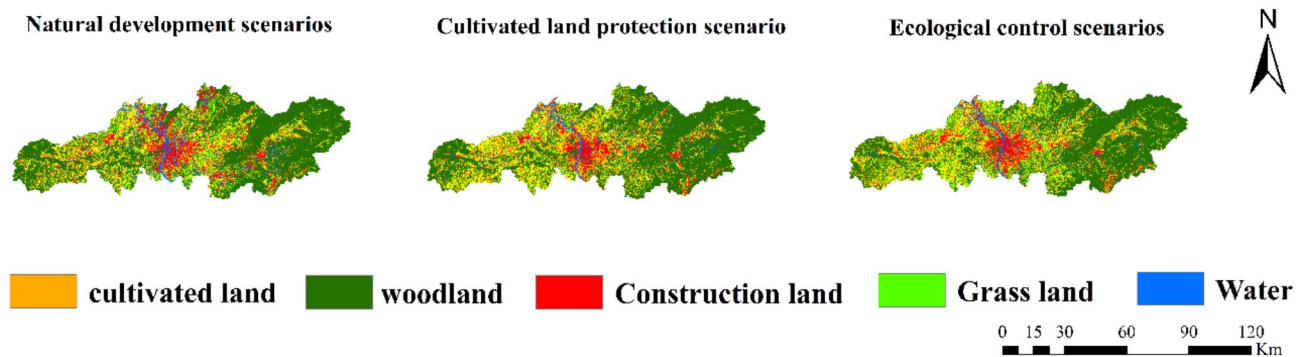 Natural development scenarios
Cultivated land protection scenario
Ecological control scenarios
N
cultivated land
woodland
Construction land
Grass land
Water
0 15 30 60 90 120
Km